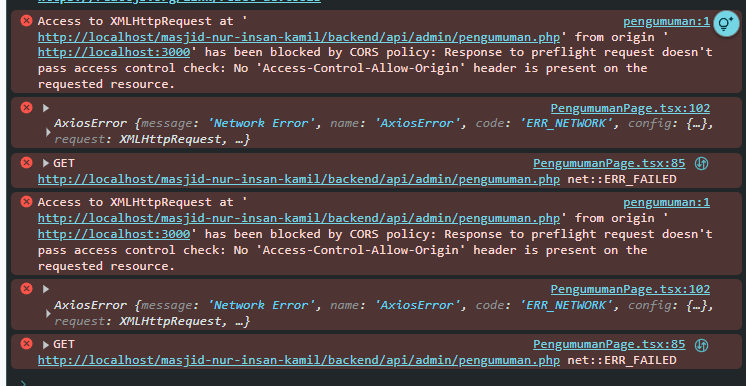 Access to XMLHttpRequest at ' pengumuman:1
http://localhost/masjid-nur-insan-kamil/backend/api/admin/pengumuman.php' from origin '
http://localhost:3000' has been blocked by CORS policy: Response to preflight request doesn't
pass access control check: No 'Access-Control-Allow-Origin' header is present on the
requested resource.
PengumumanPage.tsx:102
AxiosError {message: 'Network Error', name: 'AxiosError', code: 'ERR_NETWORK', config: {…},
request: XMLHttpRequest, …}
GET PengumumanPage.tsx:85
http://localhost/masjid-nur-insan-kamil/backend/api/admin/pengumuman.php net::ERR_FAILED
Access to XMLHttpRequest at ' pengumuman:1
http://localhost/masjid-nur-insan-kamil/backend/api/admin/pengumuman.php' from origin '
http://localhost:3000' has been blocked by CORS policy: Response to preflight request doesn't
pass access control check: No 'Access-Control-Allow-Origin' header is present on the
requested resource.
PengumumanPage.tsx:102
AxiosError {message: 'Network Error', name: 'AxiosError', code: 'ERR_NETWORK', config: {…},
request: XMLHttpRequest, …}
GET PengumumanPage.tsx:85
http://localhost/masjid-nur-insan-kamil/backend/api/admin/pengumuman.php net::ERR_FAILED